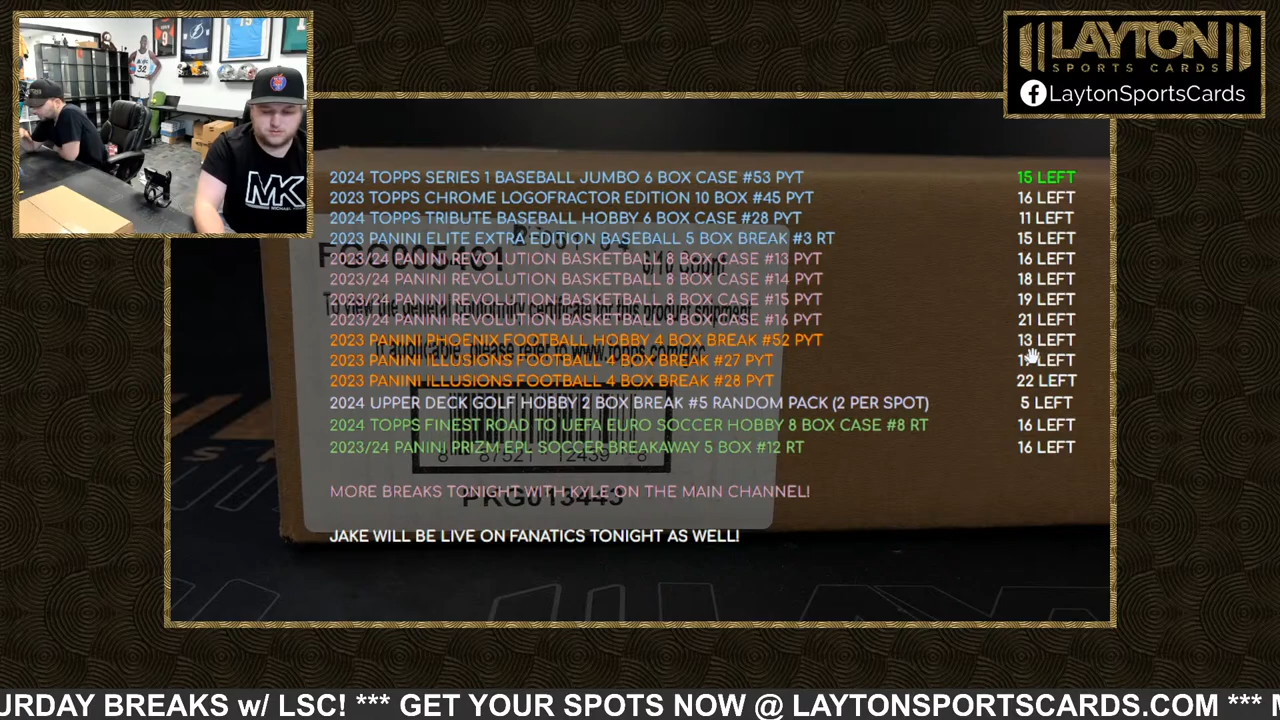 LAYTON
SPORTS CARDS
LaytonSportsCards
2024 TOPPS SERIES 1 BASEBALL JUMBO 6 BOX CASE #53 PYT 15 LEFT
2023 TOPPS CHROME LOGOFRACTOR EDITION 10 BOX #45 PYT 16 LEFT
2024 TOPPS TRIBUTE BASEBALL HOBBY 6 BOX CASE #28 PYT 11 LEFT
2023 PANINI ELITE EXTRA EDITION BASEBALL 5 BOX BREAK #3 RT 15 LEFT
2023/24 PANINI REVOLUTION BASKETBALL 8 BOX CASE #13 PYT 16 LEFT
2023/24 PANINI REVOLUTION BASKETBALL 8 BOX CASE #14 PYT 18 LEFT
2023/24 PANINI REVOLUTION BASKETBALL 8 BOX CASE #15 PYT 19 LEFT
2023/24 PANINI REVOLUTION BASKETBALL 8 BOX CASE #16 PYT 21 LEFT
2023 PANINI PHOENIX FOOTBALL HOBBY 4 BOX BREAK #52 PYT 13 LEFT
2023 PANINI ILLUSIONS FOOTBALL 4 BOX BREAK #27 PYT LEFT
2023 PANINI ILLUSIONS FOOTBALL 4 BOX BREAK #28 PYT 22 LEFT
2024 UPPER DECK GOLF HOBBY 2 BOX BREAK #5 RANDOM PACK (2 PER SPOT) 5 LEFT
2024 TOPPS FINEST ROAD TO UEFA EURO SOCCER HOBBY 8 BOX CASE #8 RT 16 LEFT
2023/24 PANINI PRIZM EPL SOCCER BREAKAWAY 5 BOX #12 RT 16 LEFT
MORE BREAKS TONIGHT WITH KYLE ON THE MAIN CHANNEL!
PKG013443
JAKE WILL BE LIVE ON FANATICS TONIGHT AS WELL!
MK
URDAY BREAKS w/ LSC! *** GET YOUR SPOTS NOW @ LAYTONSPORTSCARDS.COM ***